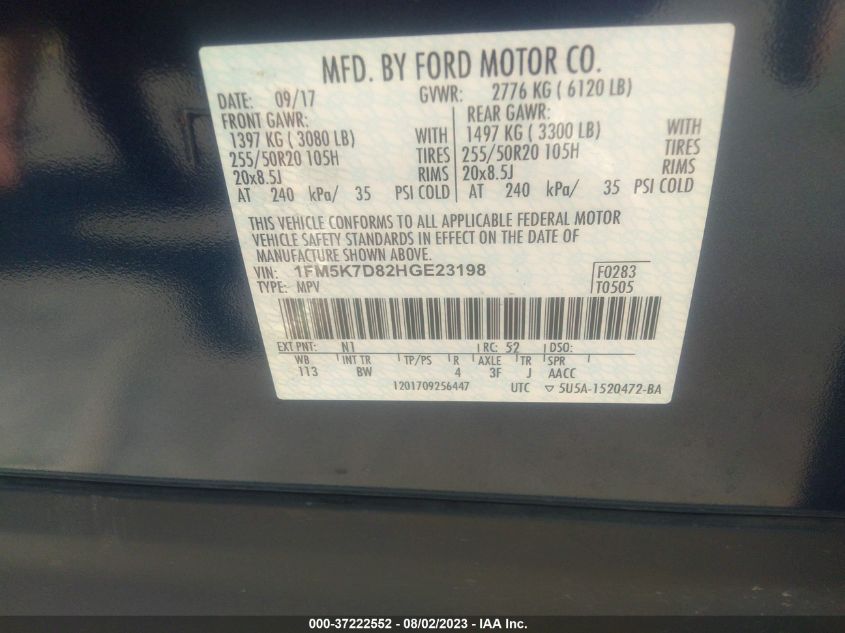 MFD. BY FORD MOTOR CO.
DATE: 09/17 GVWR: 2776 KG ( 6120 LB)
FRONT GAWR: REAR GAWR:
1397 KG ( 3080 LB) WITH 1497 KG ( 3300 LB) WITH
255/50R20 105H TIRES 255/50R20 105H TIRES
20x8.5J RIMS 20x8.5J RIMS
AT 240 kPa/ 35 PSI COLD AT 240 kPa/ 35 PSI COLD
THIS VEHICLE CONFORMS TO ALL APPLICABLE FEDERAL MOTOR
VEHICLE SAFETY STANDARDS IN EFFECT ON THE DATE OF
MANUFACTURE SHOWN ABOVE.
VIN: 1FM5K7D82HGE23198 F0283
TYPE: MPV T0505
EXT PNT: N1 RC: 52 DSO:
WB INT TR TP/PS R AXLE TR SPR
113 BW 4 3F J AACC
1201709256447 UTC ▽ 5U5A-1520472-BA
000-37222552 - 08/02/2023 - IAA Inc.